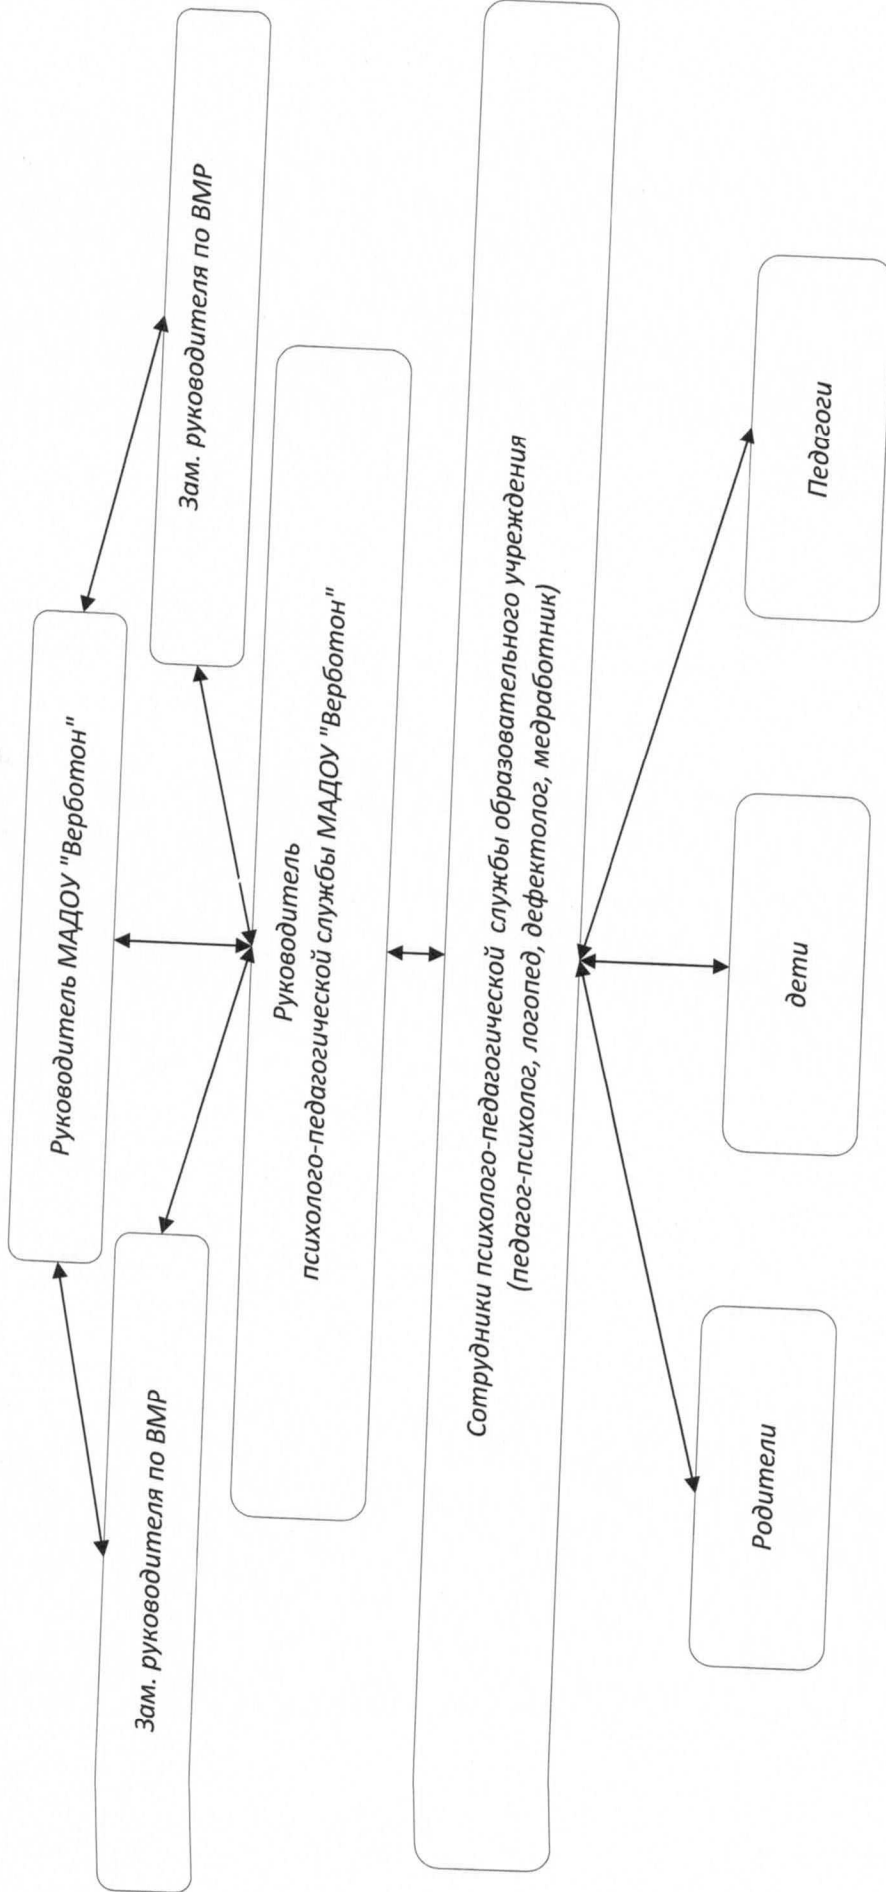 Руководитель МАДОУ "Верботон"
Зам. руководителя по ВМР
Зам. руководителя по ВМР
Руководитель
психолого-педагогической службы МАДОУ "Верботон"
Сотрудники психолого-педагогической службы образовательного учреждения
(педагог-психолог, логопед, дефектолог, медработник)
Родители
дети
Педагоги